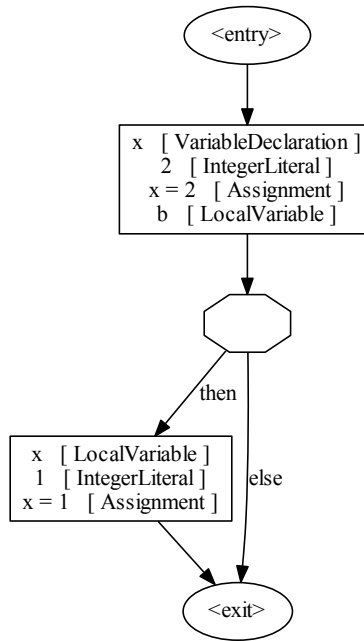 <entry>
x [ VariableDeclaration ]
2 [ IntegerLiteral ]
x = 2 [ Assignment ]
b [ LocalVariable ]
then
else
x [ LocalVariable ]
1 [ IntegerLiteral ]
x = 1 [ Assignment ]
<exit>